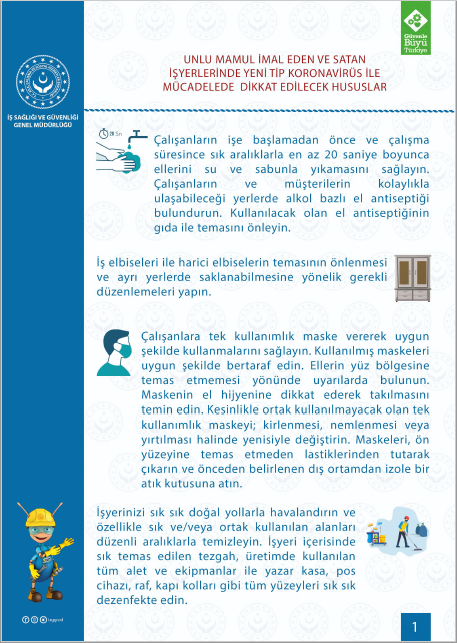 Güvenle
Büyü
Türkiye
İŞ SAĞLIĞI VE GÜVENLİĞİ
GENEL MÜDÜRLÜĞÜ
UNLU MAMUL İMAL EDEN VE SATAN
İŞYERLERİNDE YENİ TİP KORONAVİRÜS İLE
MÜCADELEDE DİKKAT EDİLECEK HUSUSLAR
20 Sn
Çalışanların işe başlamadan önce ve çalışma
süresince sık aralıklarla en az 20 saniye boyunca
ellerini su ve sabunla yıkamasını sağlayın.
Çalışanların ve müşterilerin kolaylıkla
ulaşabileceği yerlerde alkol bazlı el antiseptiği
bulundurun. Kullanılacak olan el antiseptiğinin
gıda ile temasını önleyin.
İş elbiseleri ile harici elbiselerin temasının önlenmesi
ve ayrı yerlerde saklanabilmesine yönelik gerekli
düzenlemeleri yapın.
Çalışanlara tek kullanımlık maske vererek uygun
şekilde kullanmalarını sağlayın. Kullanılmış maskeleri
uygun şekilde bertaraf edin. Ellerin yüz bölgesine
temas etmemesi yönünde uyarılarda bulunun.
Maskenin el hijyenine dikkat ederek takılmasını
temin edin. Kesinlikle ortak kullanılmayacak olan tek
kullanımlık maskeyi; kirlenmesi, nemlenmesi veya
yırtılması halinde yenisiyle değiştirin. Maskeleri, ön
yüzeyine temas etmeden lastiklerinden tutarak
çıkarın ve önceden belirlenen dış ortamdan izole bir
atık kutusuna atın.
İşyerinizi sık sık doğal yollarla havalandırın ve
özellikle sık ve/veya ortak kullanılan alanları
düzenli aralıklarla temizleyin. İşyeri içerisinde
sık temas edilen tezgah, üretimde kullanılan
tüm alet ve ekipmanlar ile yazar kasa, pos
cihazı, raf, kapı kolları gibi tüm yüzeyleri sık sık
dezenfekte edin.
isggmd
1